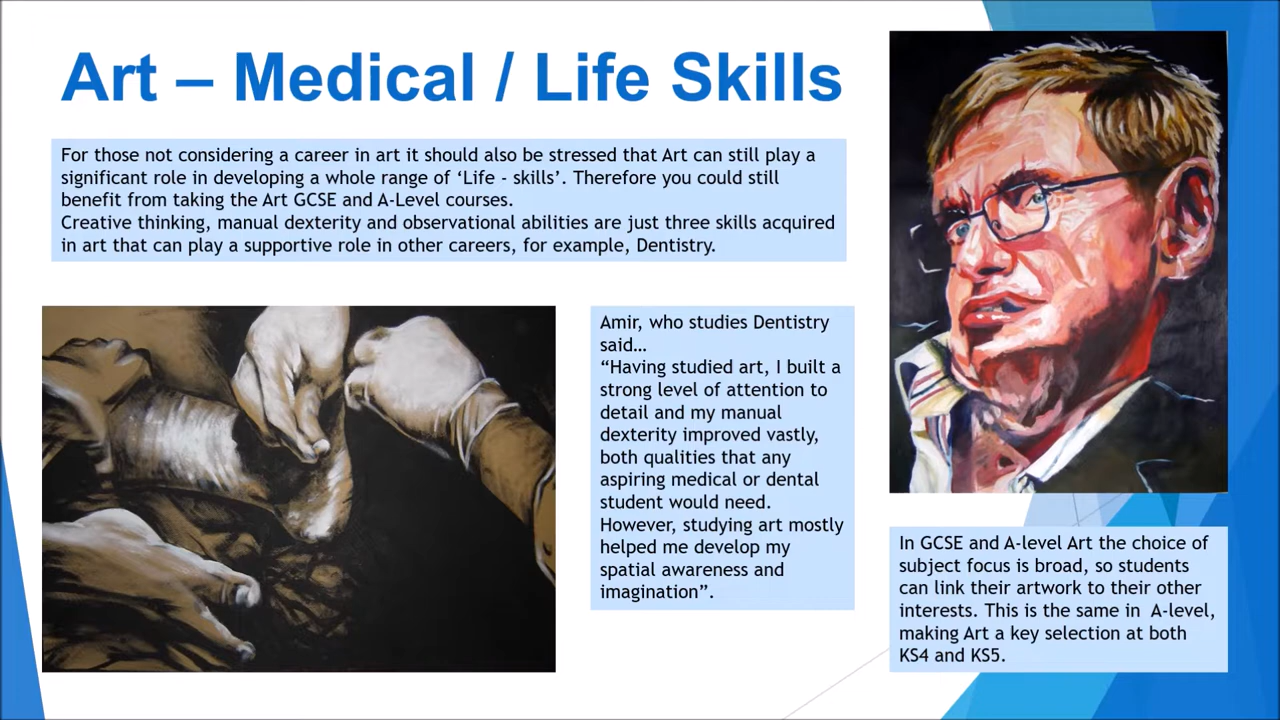 Art – Medical / Life Skills
For those not considering a career in art it should also be stressed that Art can still play a
significant role in developing a whole range of ‘Life - skills’. Therefore you could still
benefit from taking the Art GCSE and A-Level courses.
Creative thinking, manual dexterity and observational abilities are just three skills acquired
in art that can play a supportive role in other careers, for example, Dentistry.
Amir, who studies Dentistry
said…
“Having studied art, I built a
strong level of attention to
detail and my manual
dexterity improved vastly,
both qualities that any
aspiring medical or dental
student would need.
However, studying art mostly
helped me develop my
spatial awareness and
imagination”.
In GCSE and A-level Art the choice of
subject focus is broad, so students
can link their artwork to their other
interests. This is the same in  A-level,
making Art a key selection at both
KS4 and KS5.